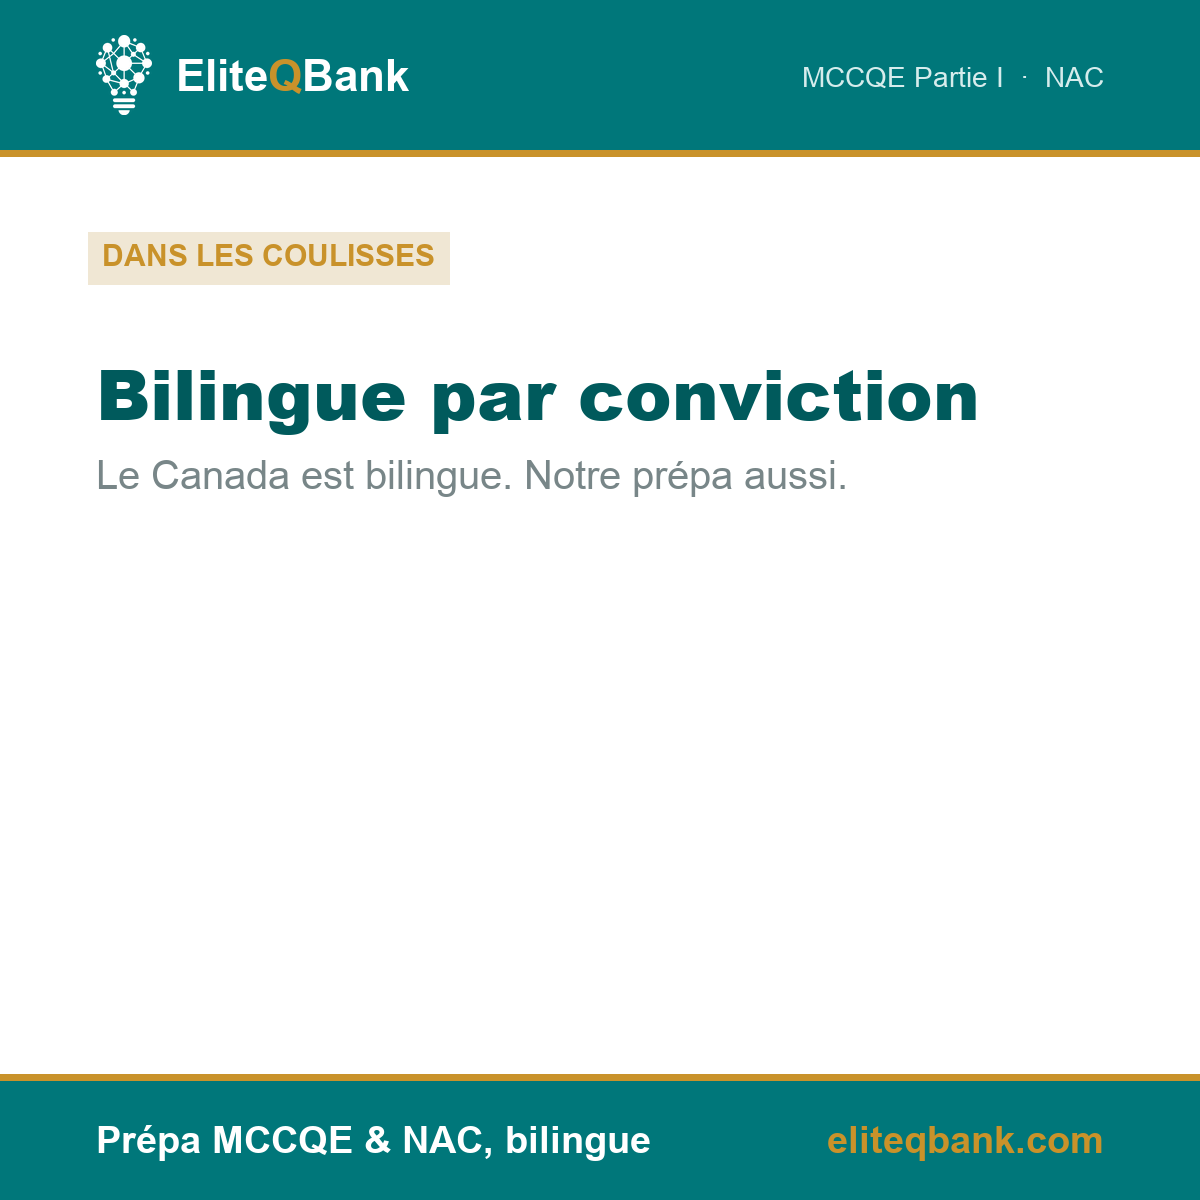 EliteQBank
MCCQE Partie I · NAC
DANS LES COULISSES
Bilingue par conviction
Le Canada est bilingue. Notre prépa aussi.
Prépa MCCQE & NAC, bilingue
eliteqbank.com